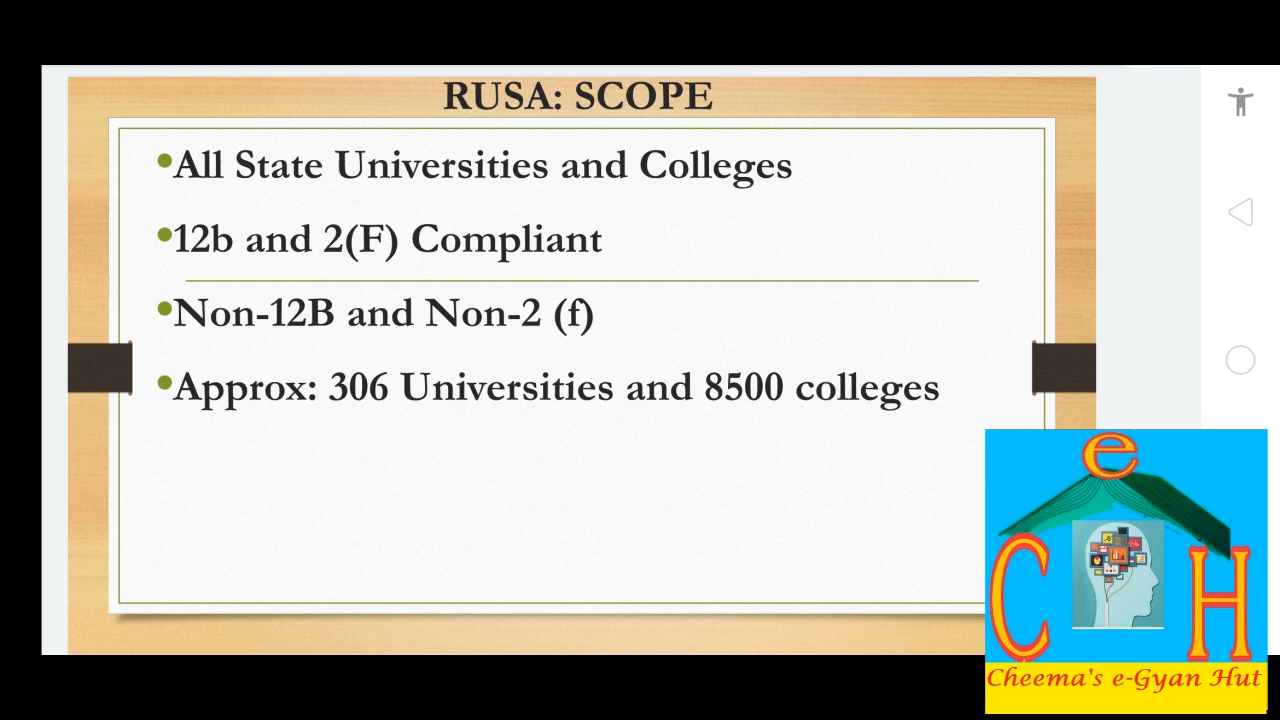 RUSA: SCOPE
•All State Universities and Colleges
•12b and 2(F) Compliant
•Non-12B and Non-2 (f)
•Approx: 306 Universities and 8500 colleges
e
C H
Cheema's e-Gyan Hut